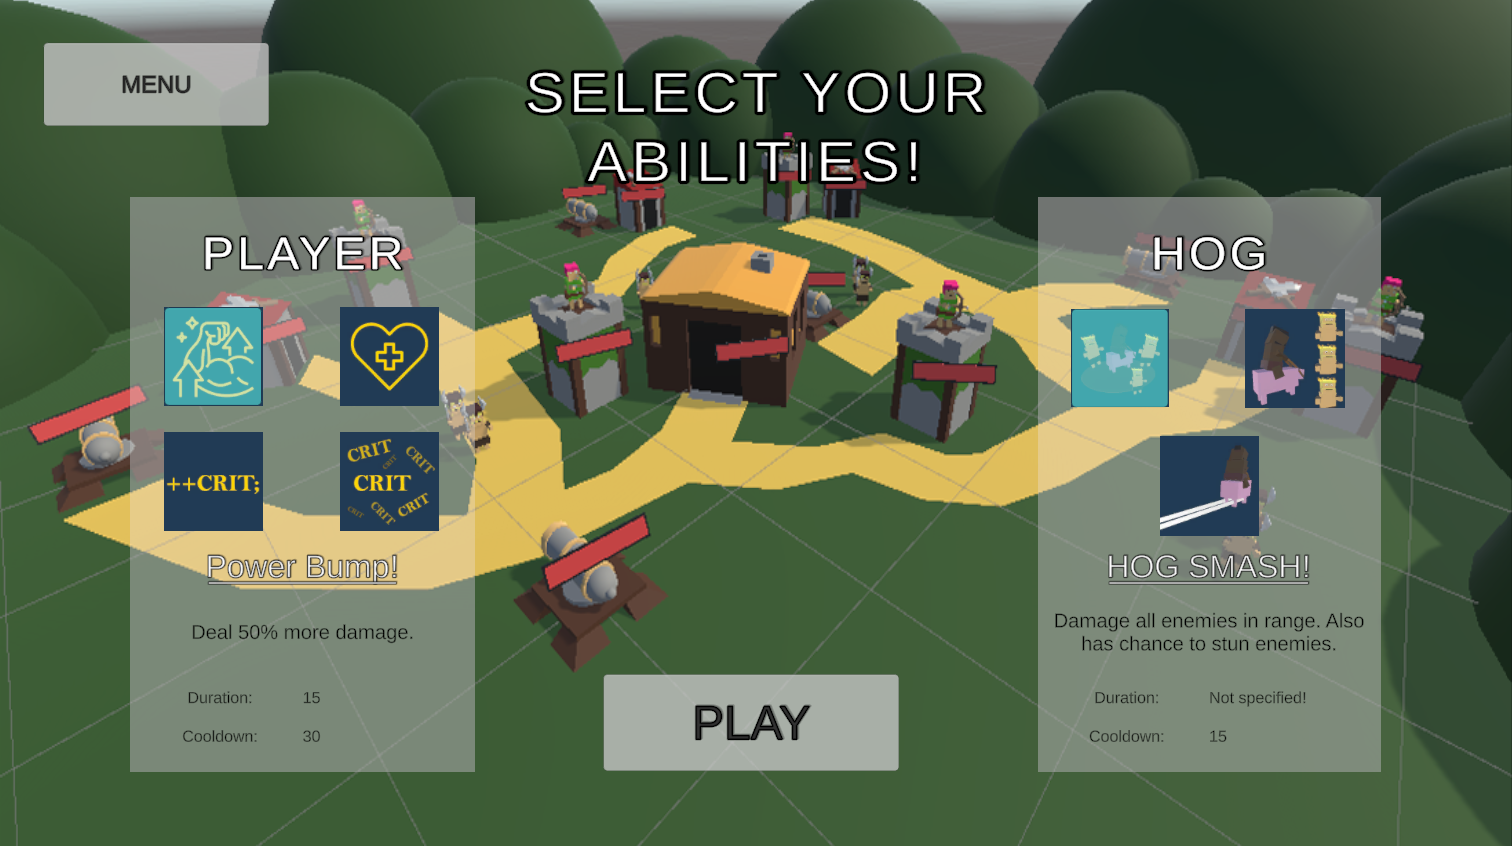 MENU
SELECT YOUR
ABILITIES!
PLAYER
++CRIT;
CRIT
CRIT
CRIT
CRIT
CRIT
CRIT
CRIT
Power Bump!
Deal 50% more damage.
Duration: 15
Cooldown: 30
PLAY
HOG
HOG SMASH!
Damage all enemies in range. Also
has chance to stun enemies.
Duration: Not specified!
Cooldown: 15